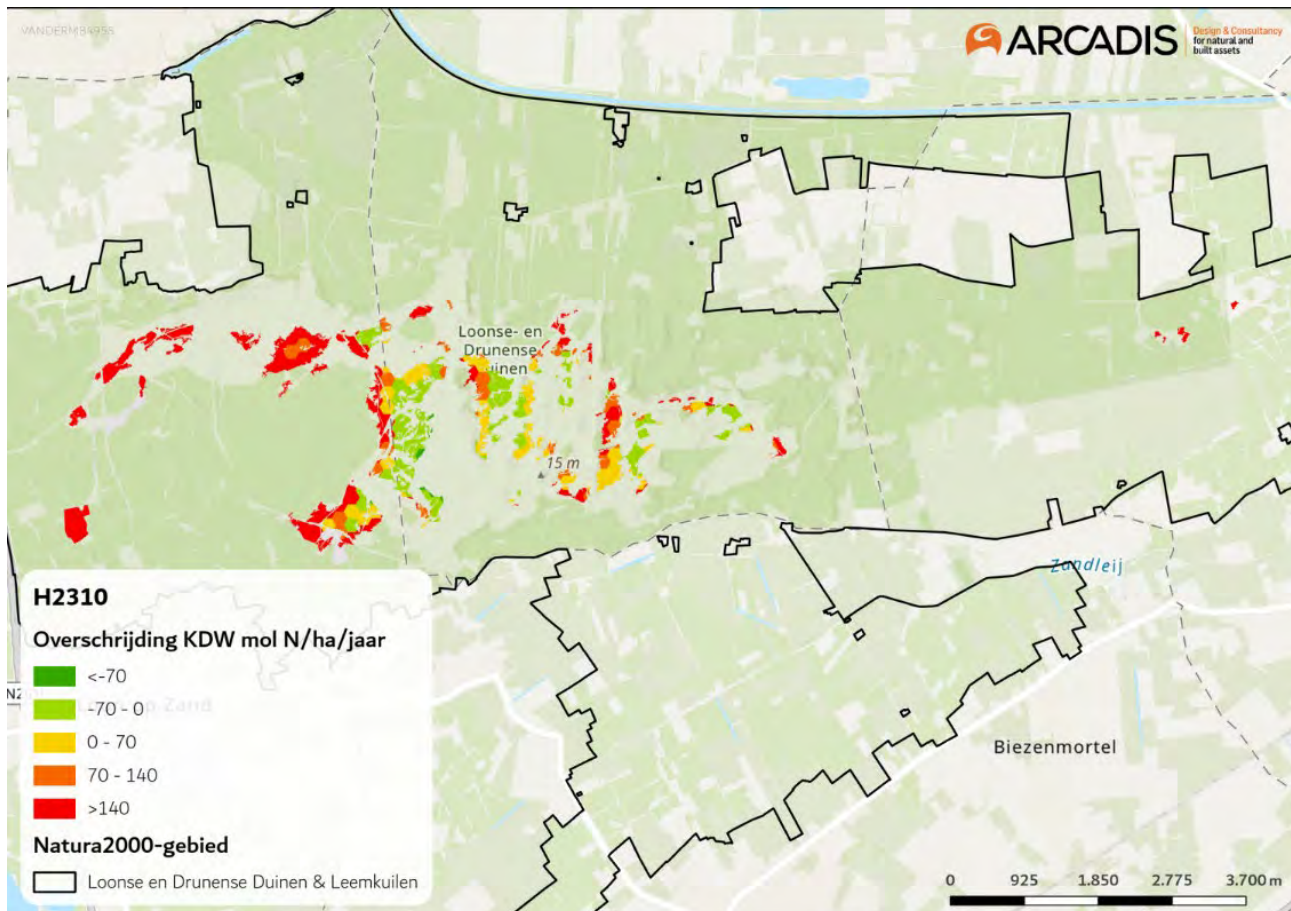 VANDERMI84955
ARCADIS
Design & Consultancy
for natural and
built assets
Loonse- en
Drunense
Duinen
15 m
Zandleij
Biezenmortel
H2310
Overschrijding KDW mol N/ha/jaar
<-70
-70 - 0
0 - 70
70 - 140
>140
Natura2000-gebied
Loonse en Drunense Duinen & Leemkuilen
0 925 1.850 2.775 3.700 m